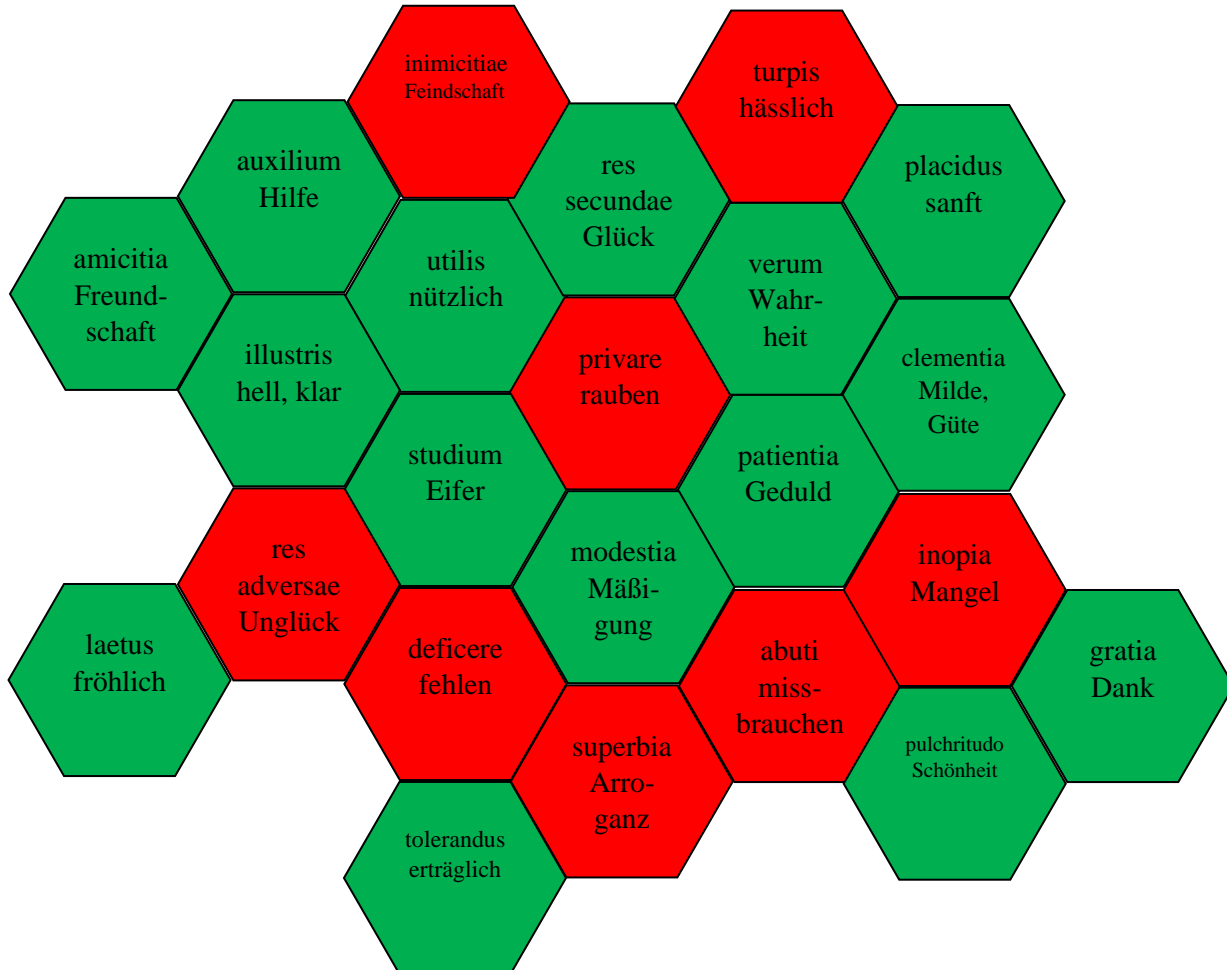 inimicitiae
Feindschaft
turpis
hässlich
auxilium
Hilfe
res
secundae
Glück
placidus
sanft
amicitia
Freund-
schaft
utilis
nützlich
verum
Wahr-
heit
illustris
hell, klar
privare
rauben
clementia
Milde,
Güte
studium
Eifer
patientia
Geduld
res
adversae
Unglück
modestia
Mäßi-
gung
inopia
Mangel
laetus
fröhlich
deficere
fehlen
abuti
miss-
brauchen
gratia
Dank
superbia
Arro-
ganz
pulchritudo
Schönheit
tolerandus
erträglich